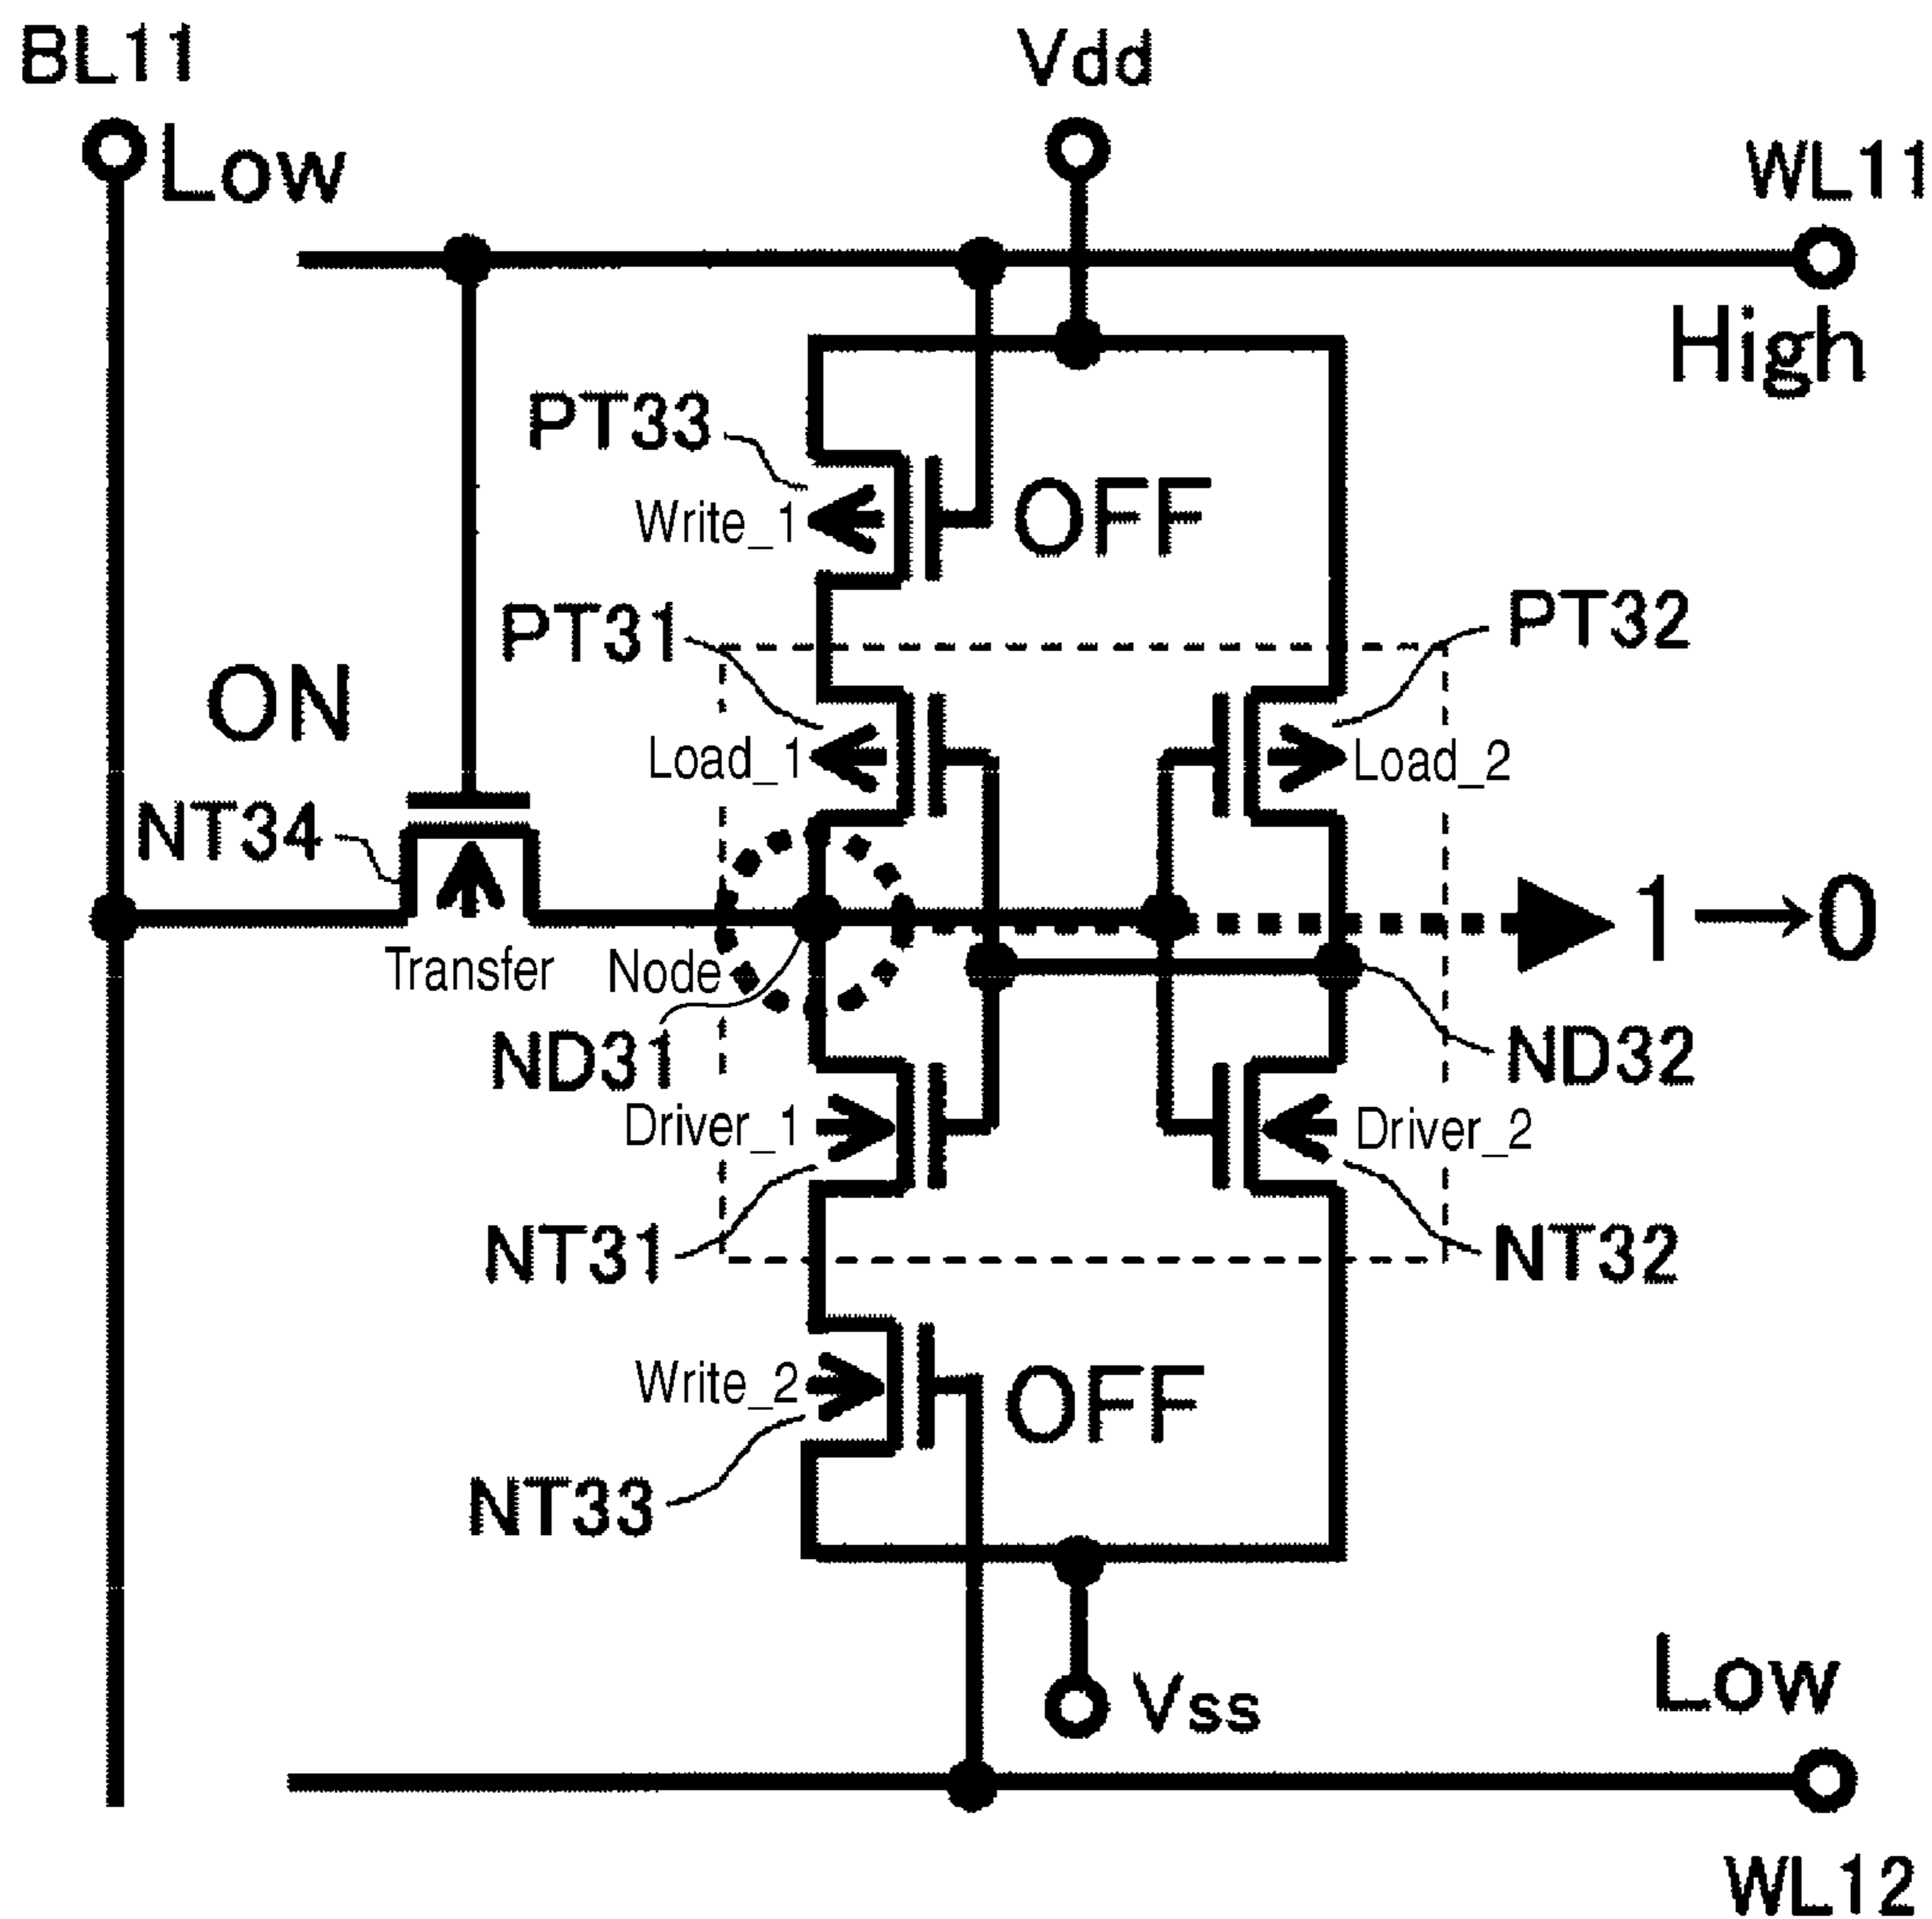 BL11
Vdd
Low
WL11
High
PT33
Write_1
OFF
PT31
PT32
ON
Load_1
Load_2
NT34
1→0
Transfer
Node
ND31
ND32
Driver_1
Driver_2
NT31
NT32
Write_2
OFF
NT33
Low
Vss
WL12